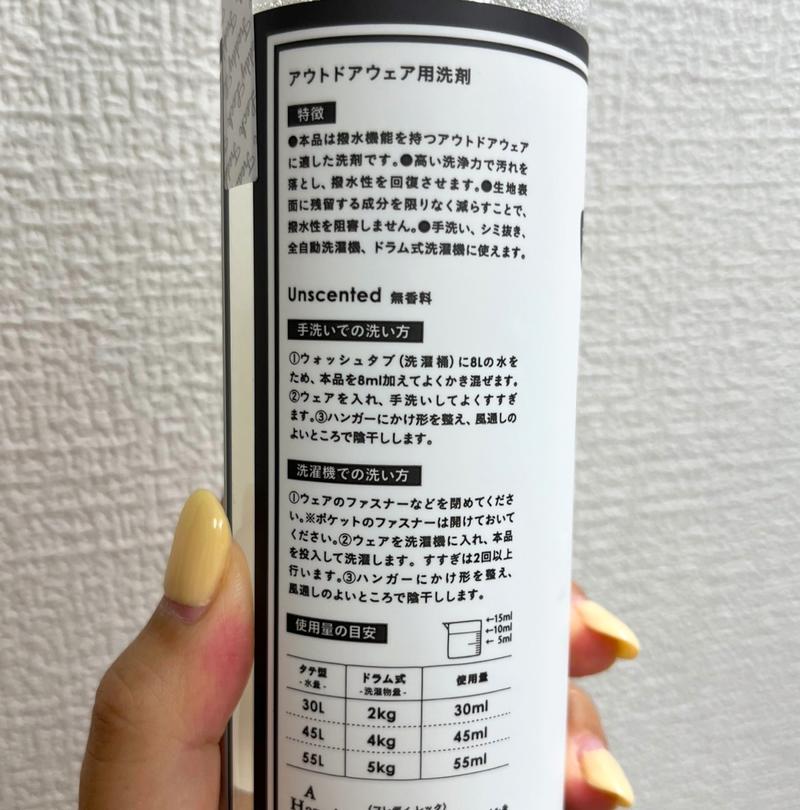 アウトドアウェア用洗剤
特徴
●本品は撥水機能を持つアウトドアウェア
に適した洗剤です。●高い洗浄力で汚れを
落とし、撥水性を回復させます。●生地表
面に残留する成分を限りなく減らすことで、
撥水性を阻害しません。●手洗い、シミ抜き、
全自動洗濯機、ドラム式洗濯機に使えます。
Unscented 無香料
手洗いでの洗い方
①ウォッシュタブ(洗濯桶)に8Lの水を
ため、本品を8ml加えてよくかき混ぜます。
②ウェアを入れ、手洗いしてよくすすぎ
ます。③ハンガーにかけ形を整え、風通しの
よいところで陰干しします。
洗濯機での洗い方
①ウェアのファスナーなどを閉めてくださ
い。※ポケットのファスナーは開けておいて
ください。②ウェアを洗濯機に入れ、本品
を投入して洗濯します。すすぎは2回以上
行います。③ハンガーにかけ形を整え、
風通しのよいところで陰干しします。
使用量の目安
←15ml
←10ml
← 5ml
タテ型 ドラム式 使用量
-水量- -洗濯物量-
30L 2kg 30ml
45L 4kg 45ml
55L 5kg 55ml
A